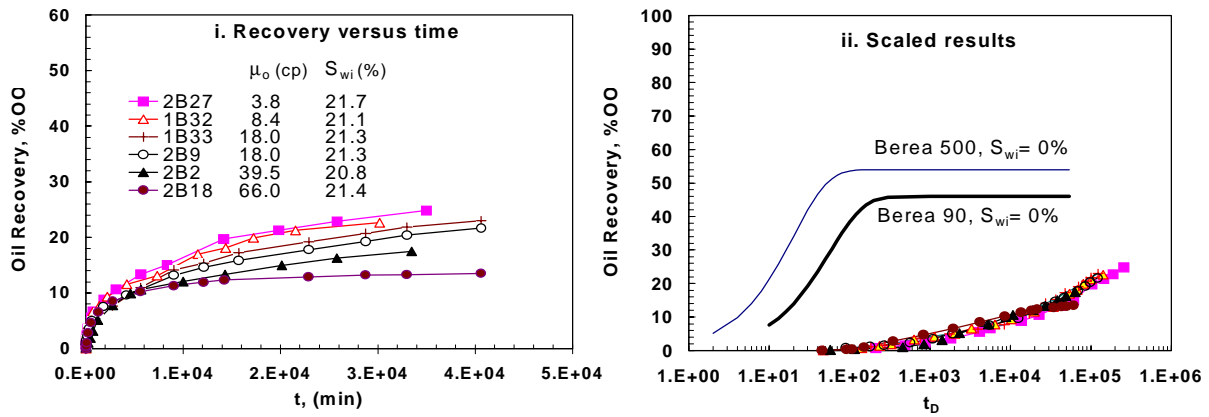 i. Recovery versus time
μo (cp) Swi (%)
2B27 3.8 21.7
1B32 8.4 21.1
1B33 18.0 21.3
2B9 18.0 21.3
2B2 39.5 20.8
2B18 66.0 21.4
Oil Recovery, %OO
60
50
40
30
20
10
0
0.E+00 1.E+04 2.E+04 3.E+04 4.E+04 5.E+04
t, (min)
ii. Scaled results
Berea 500, Swi= 0%
Berea 90, Swi= 0%
Oil Recovery, %OO
100
90
80
70
60
50
40
30
20
10
0
1.E+00 1.E+01 1.E+02 1.E+03 1.E+04 1.E+05 1.E+06
tD